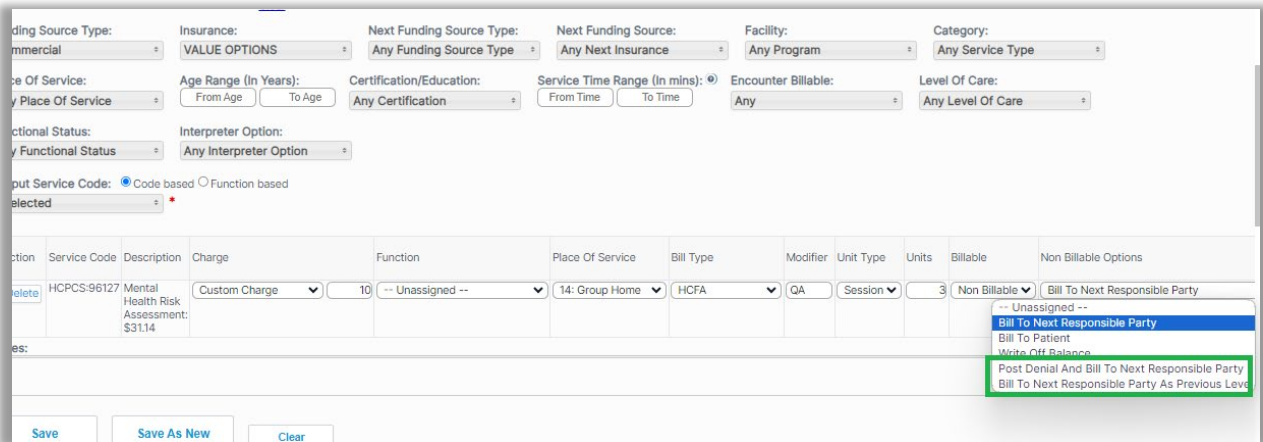 ding Source Type: Insurance: Next Funding Source Type: Next Funding Source: Facility: Category:
mmercial VALUE OPTIONS Any Funding Source Type Any Next Insurance Any Program Any Service Type
ce Of Service: Age Range (In Years): Certification/Education: Service Time Range (In mins): Encounter Billable: Level Of Care:
y Place Of Service From Age To Age Any Certification From Time To Time Any Any Level Of Care
ctional Status: Interpreter Option:
y Functional Status Any Interpreter Option
put Service Code: Code based Function based
elected *
ction Service Code Description Charge Function Place Of Service Bill Type Modifier Unit Type Units Billable Non Billable Options
elete HCPCS:96127 Mental Custom Charge 10 -- Unassigned -- 14: Group Home HCFA QA Session 3 Non Billable Bill To Next Responsible Party
Health Risk
Assessment:
$31.14
-- Unassigned --
Bill To Next Responsible Party
Bill To Patient
Write Off Balance
Post Denial And Bill To Next Responsible Party
Bill To Next Responsible Party As Previous Leve
es:
Save Save As New Clear